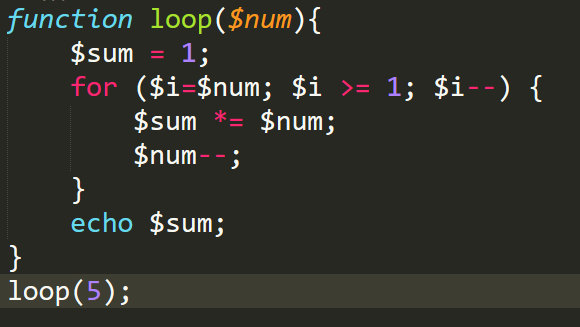 function loop($num){
$sum = 1;
for ($i=$num; $i >= 1; $i--) {
$sum *= $num;
$num--;
}
echo $sum;
}
loop(5);